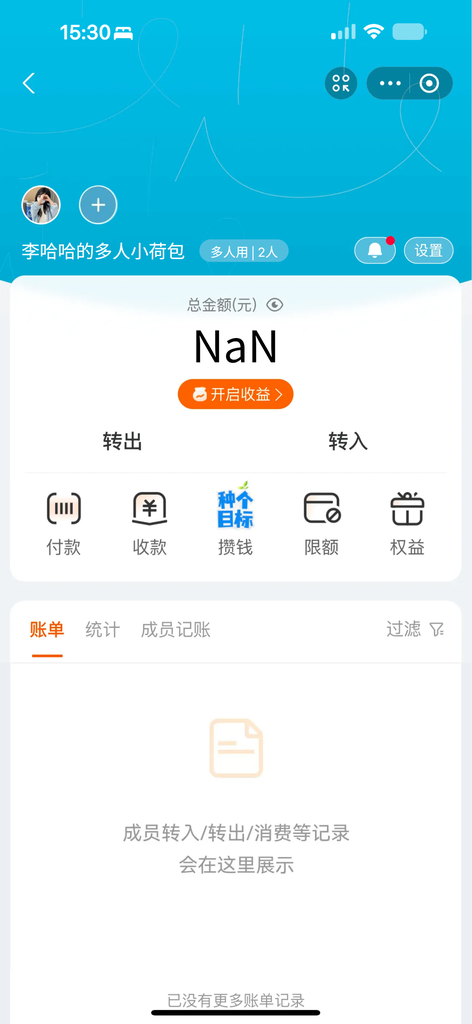 15:30
李哈哈的多人小荷包 多人用|2人 设置
总金额(元)
NaN
开启收益
转出 转入
种个
目标
付款 收款 攒钱 限额 权益
账单 统计 成员记账 过滤
成员转入/转出/消费等记录
会在这里展示
已没有更多账单记录